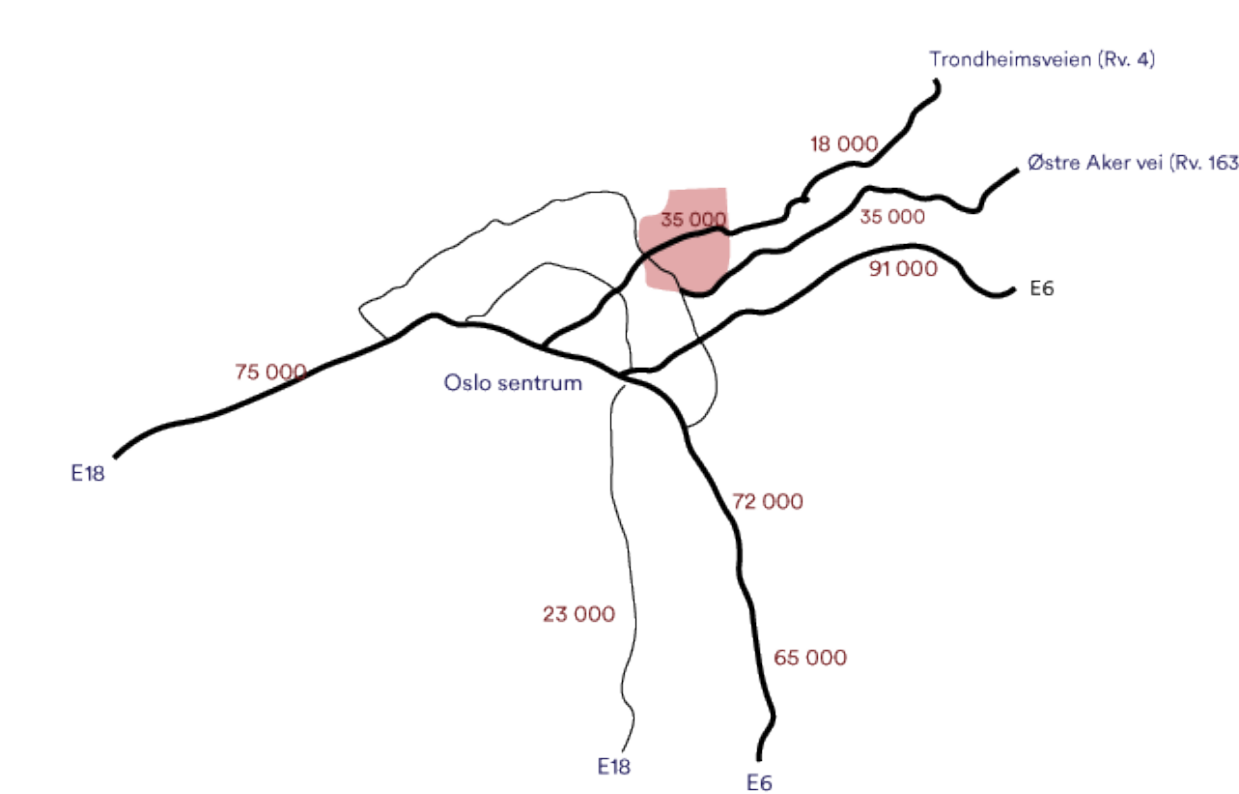 Trondheimsveien (Rv. 4)
18 000
Østre Aker vei (Rv. 163
35 000
35 000
91 000
E6
75 000
Oslo sentrum
E18
72 000
23 000
65 000
E18
E6